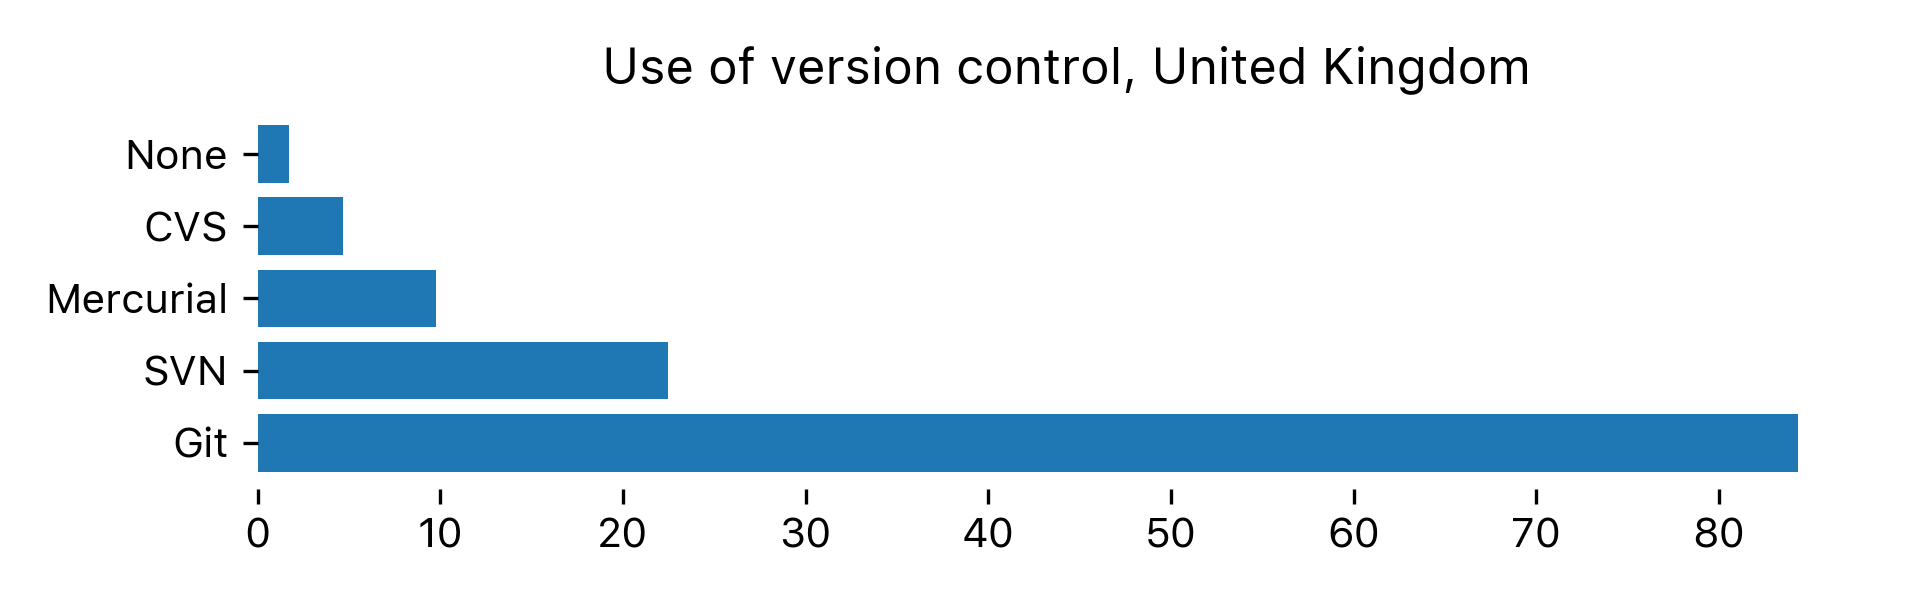 Use of version control, United Kingdom
None
CVS
Mercurial
SVN
Git
0 10 20 30 40 50 60 70 80